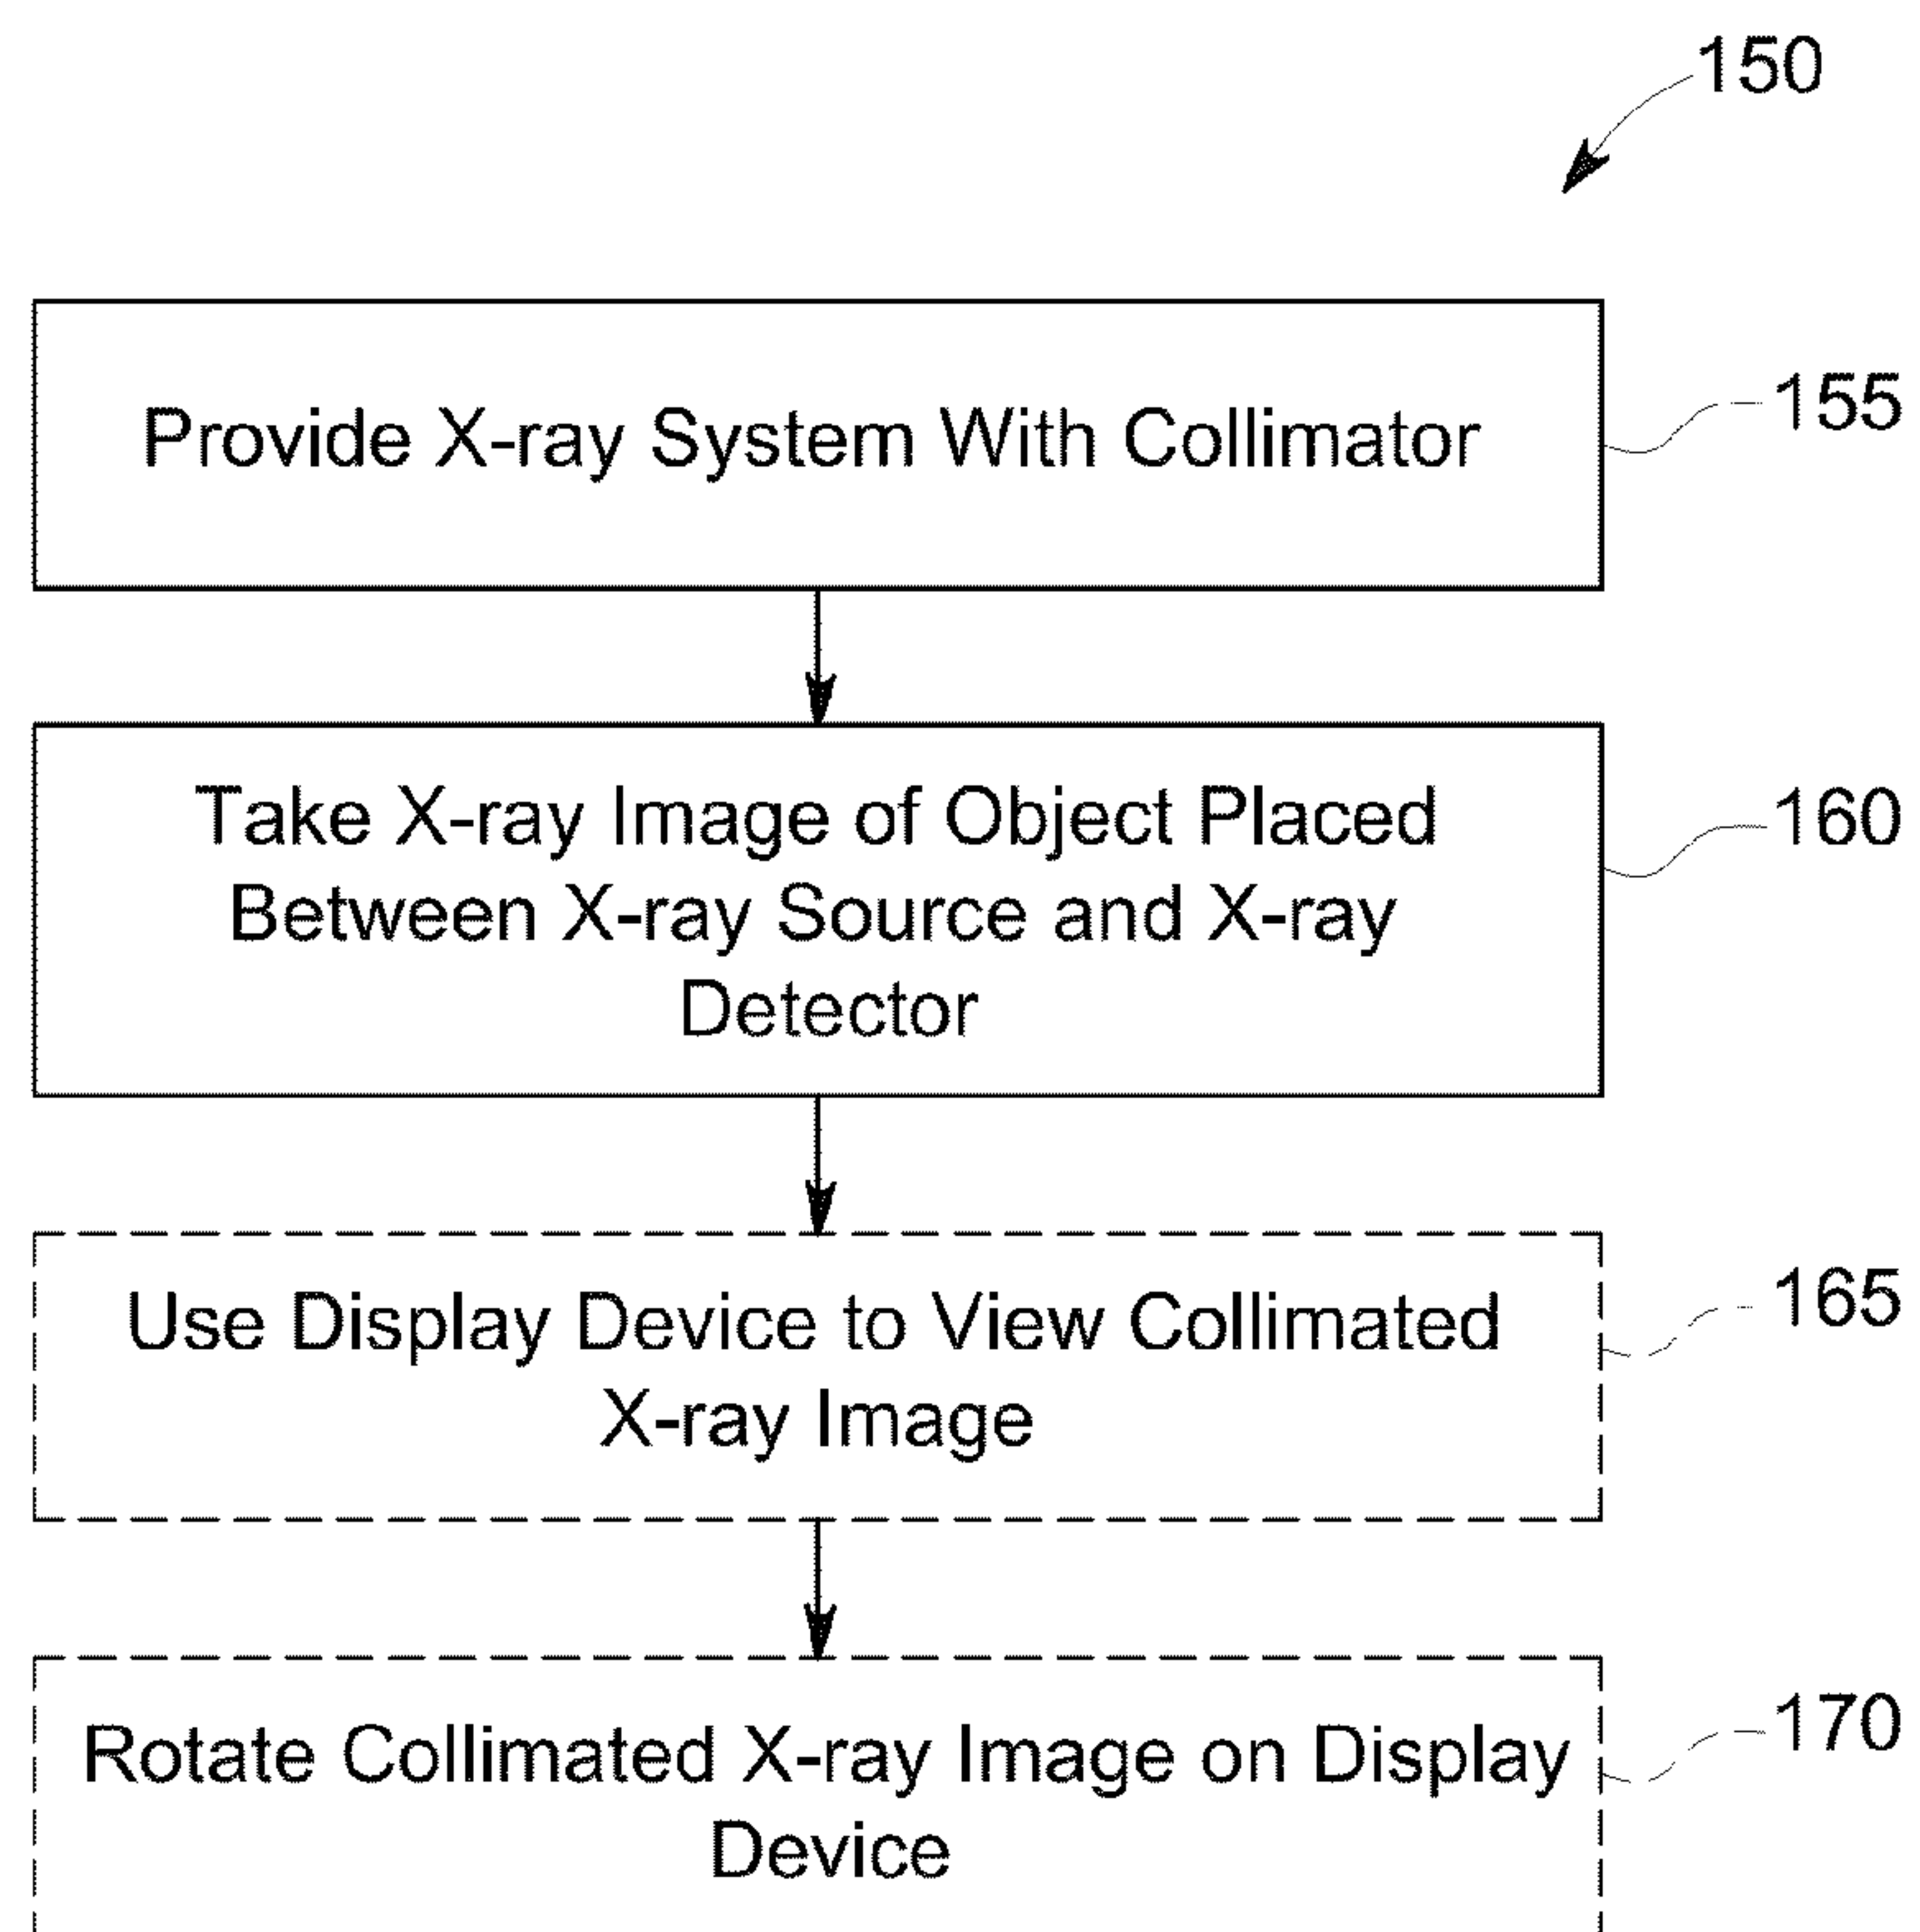 150
Provide X-ray System With Collimator
155
Take X-ray Image of Object Placed
Between X-ray Source and X-ray
Detector
160
Use Display Device to View Collimated
X-ray Image
165
Rotate Collimated X-ray Image on Display
Device
170